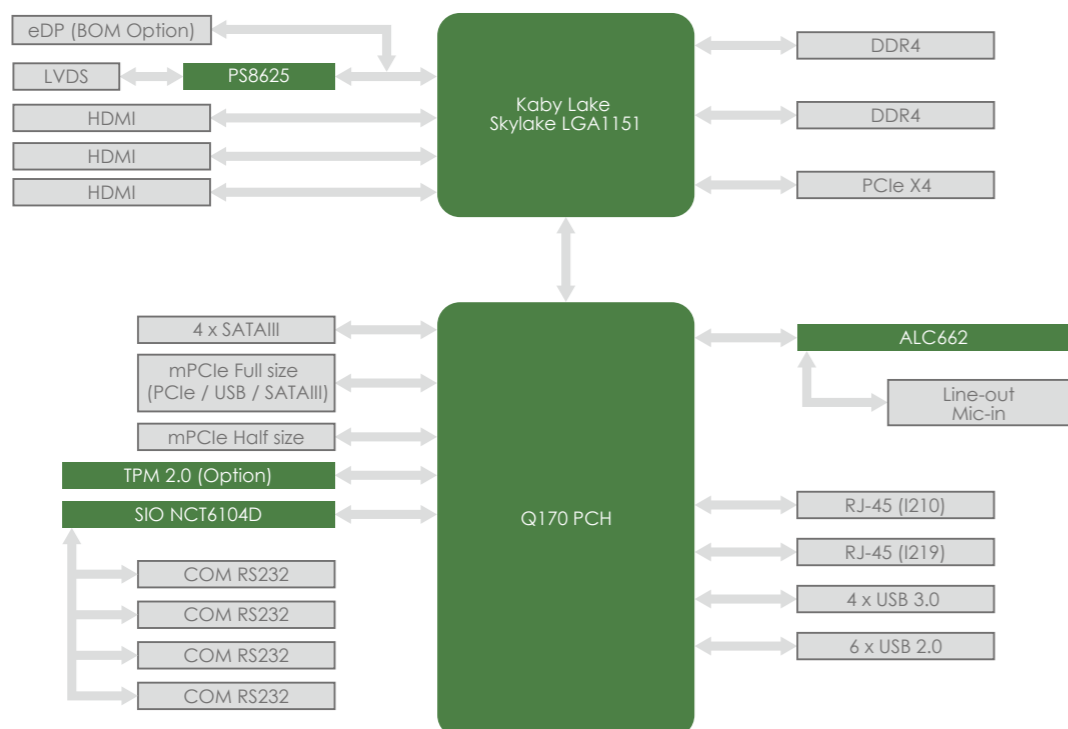 eDP (BOM Option)
LVDS
PS8625
HDMI
HDMI
HDMI
Kaby Lake
Skylake LGA1151
DDR4
DDR4
PCIe X4
4 x SATAIII
mPCIe Full size
(PCIe / USB / SATAIII)
mPCIe Half size
TPM 2.0 (Option)
SIO NCT6104D
COM RS232
COM RS232
COM RS232
COM RS232
Q170 PCH
ALC662
Line-out
Mic-in
RJ-45 (I210)
RJ-45 (I219)
4 x USB 3.0
6 x USB 2.0